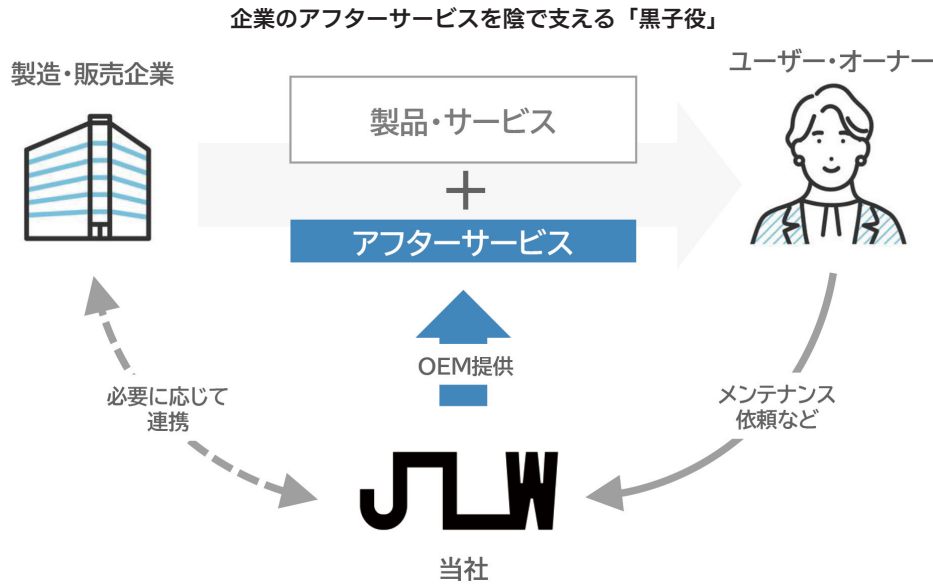 企業のアフターサービスを陰で支える「黒子役」
製造・販売企業
ユーザー・オーナー
製品・サービス
+
アフターサービス
OEM提供
必要に応じて
連携
メンテナンス
依頼など
JLW
当社